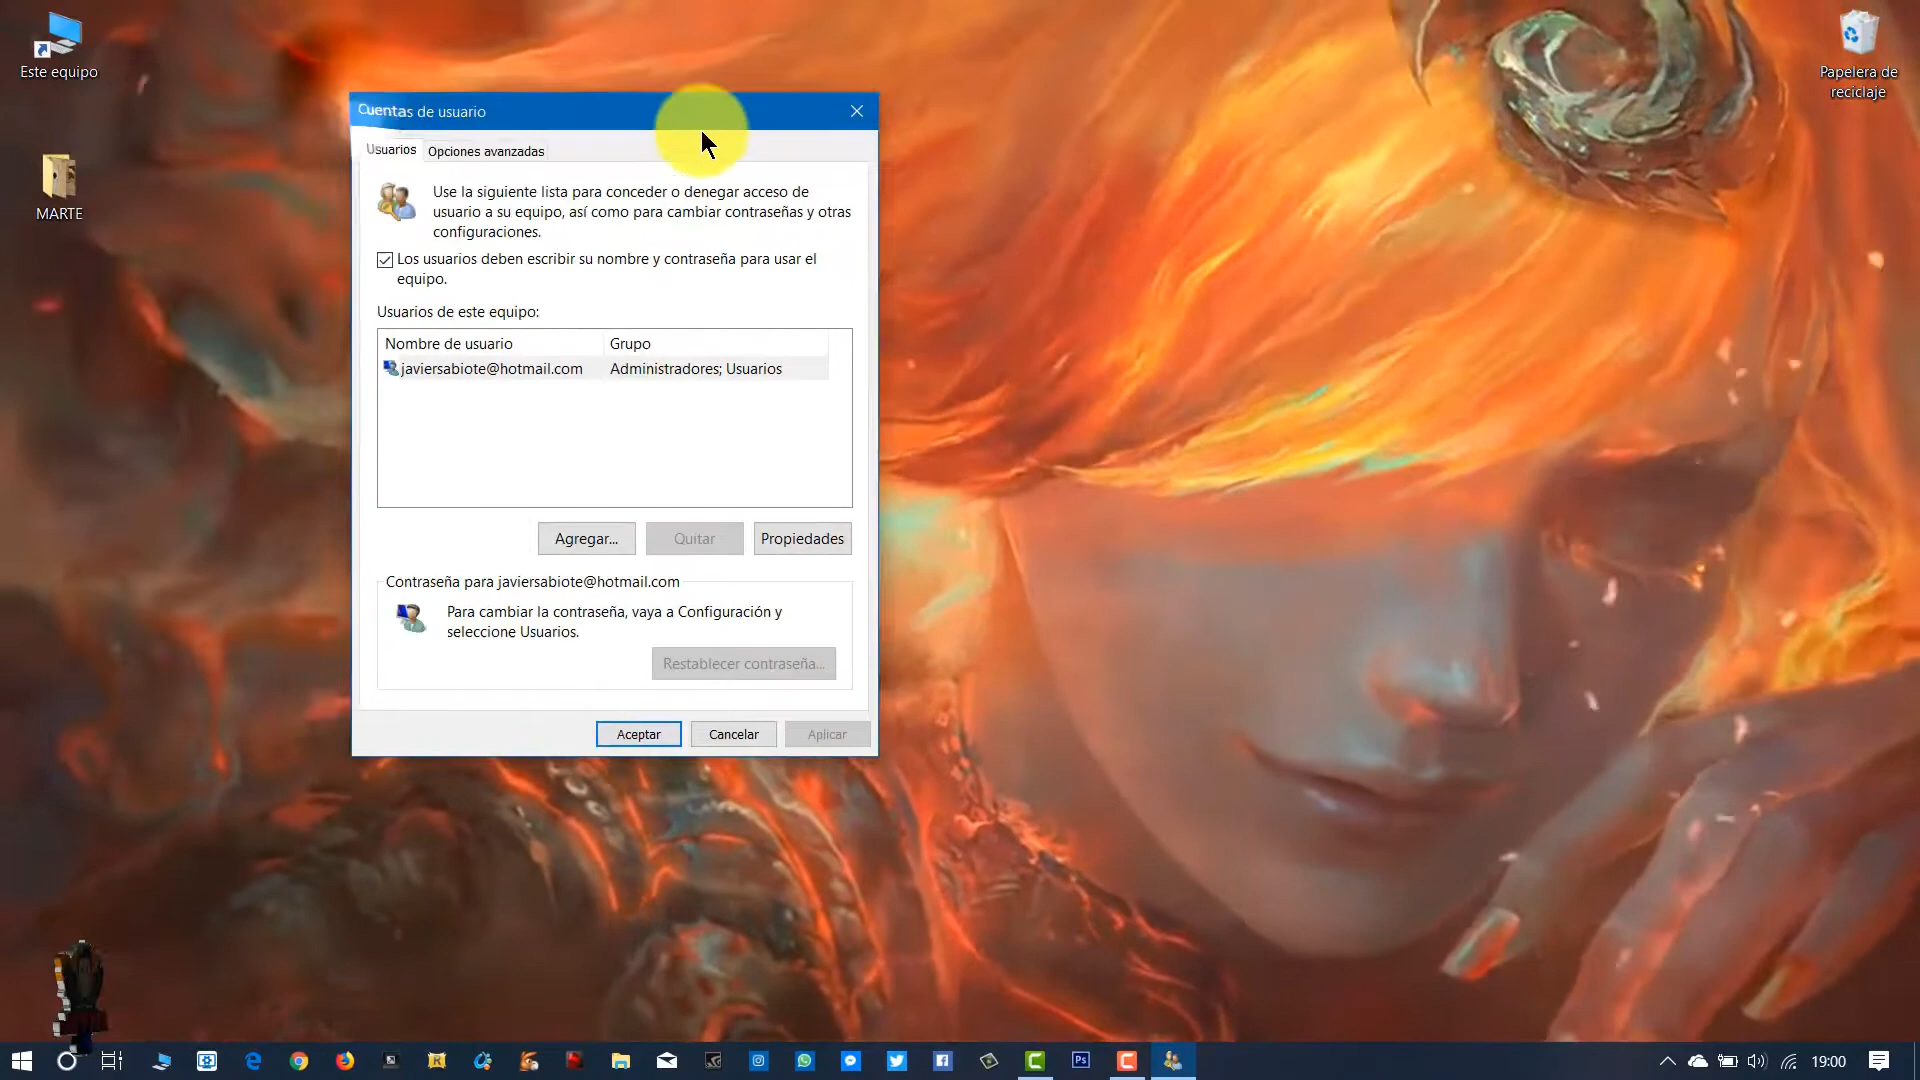 Este equipo
Papelera de
reciclaje
MARTE
Cuentas de usuario
Usuarios
Opciones avanzadas
Use la siguiente lista para conceder o denegar acceso de
usuario a su equipo, así como para cambiar contraseñas y otras
configuraciones.
Los usuarios deben escribir su nombre y contraseña para usar el
equipo.
Usuarios de este equipo:
Nombre de usuario Grupo
javiersabiote@hotmail.com Administradores; Usuarios
Agregar... Quitar Propiedades
Contraseña para javiersabiote@hotmail.com
Para cambiar la contraseña, vaya a Configuración y
seleccione Usuarios.
Restablecer contraseña...
Aceptar Cancelar Aplicar
Ps
19:00